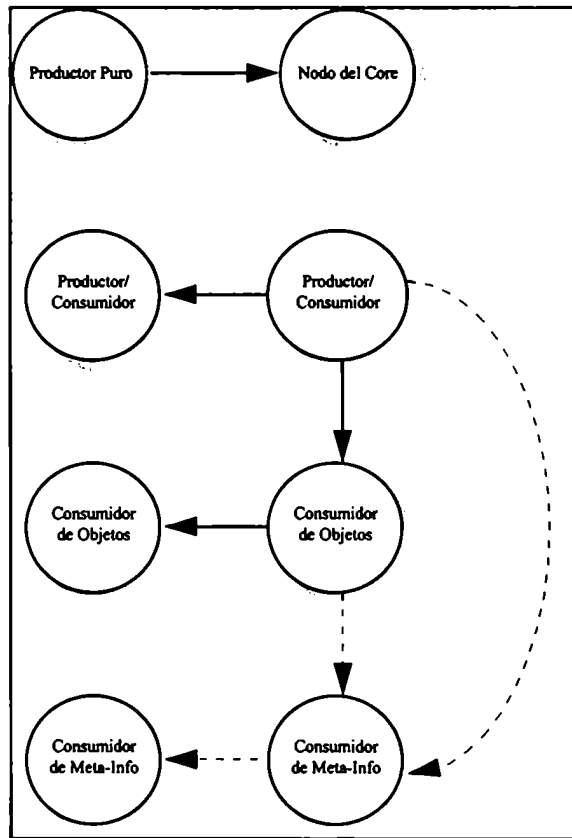 Productor Puro
Nodo del Core
Productor/
Consumidor
Productor/
Consumidor
Consumidor
de Objetos
Consumidor
de Objetos
Consumidor
de Meta-Info
Consumidor
de Meta-Info